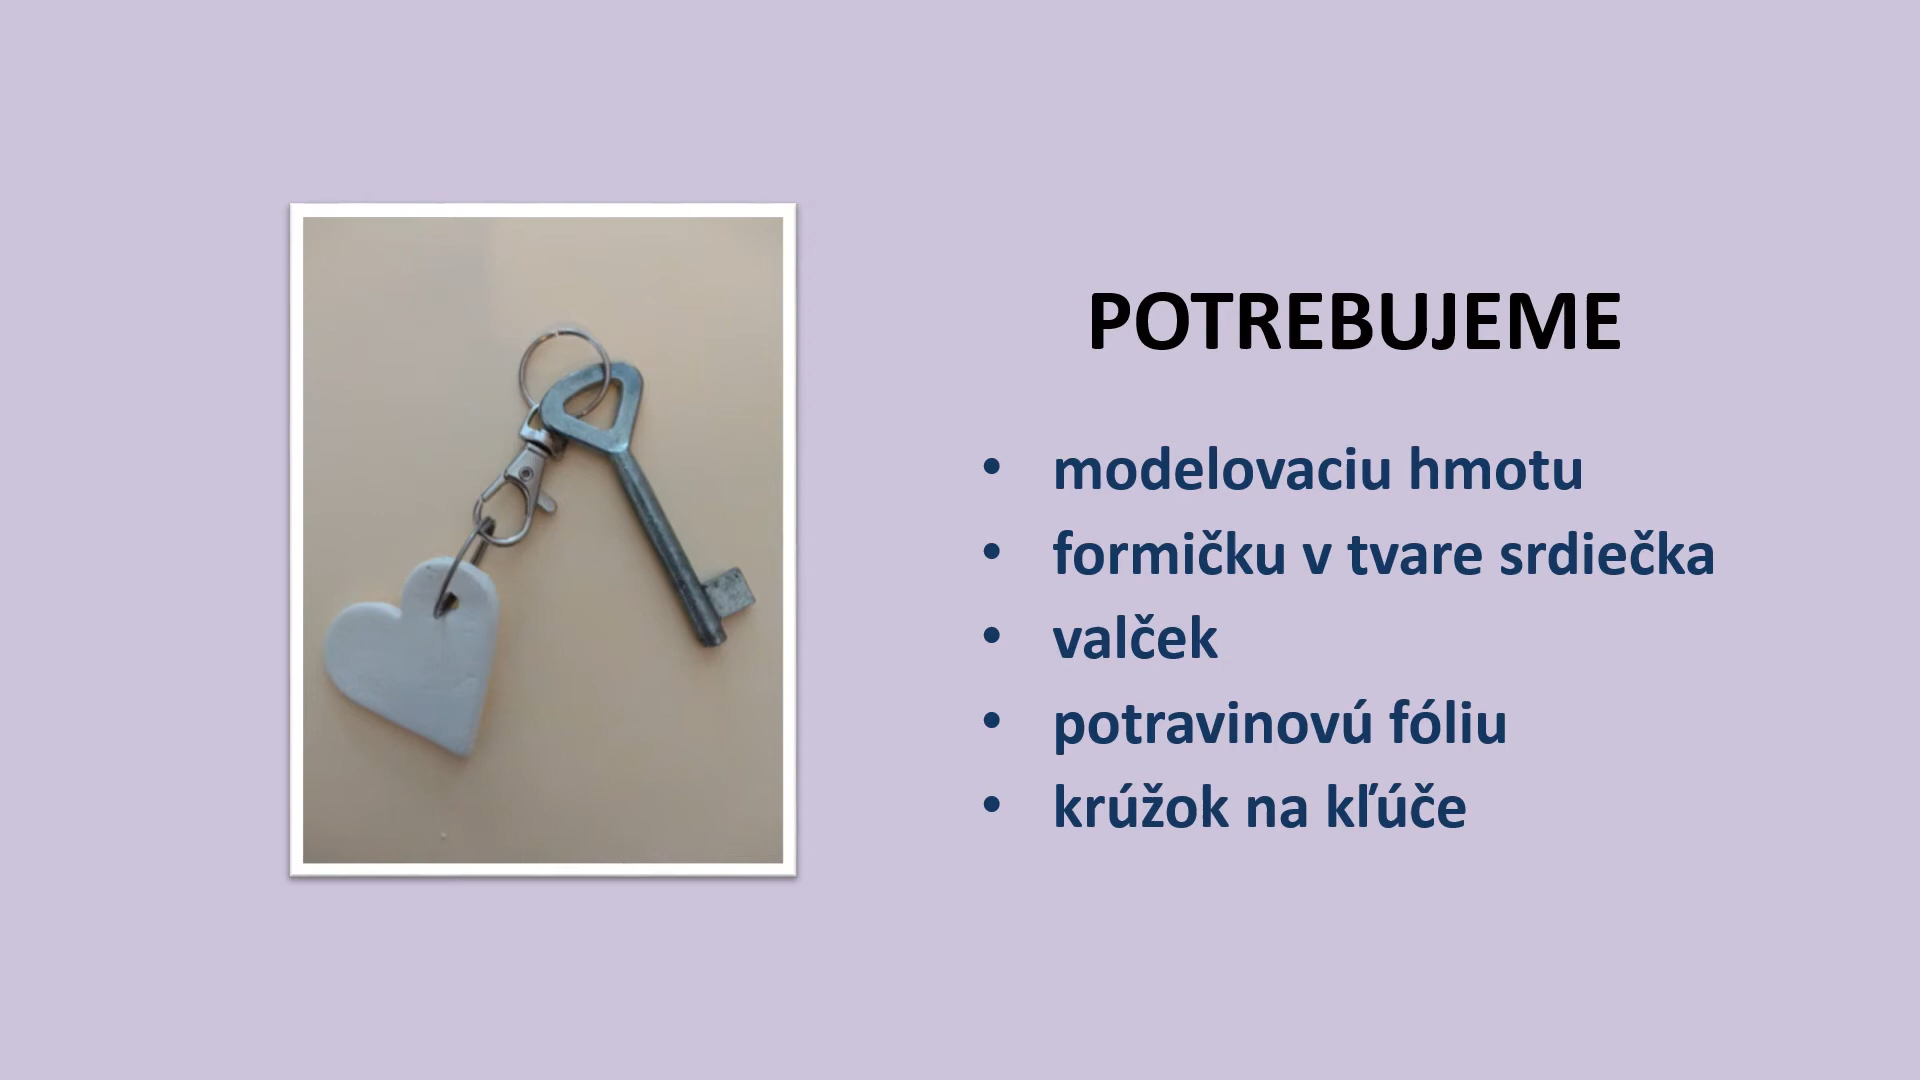 POTREBUJEME
• modelovaciu hmotu
• formičku v tvare srdiečka
• valček
• potravinovú fóliu
• krúžok na kľúče